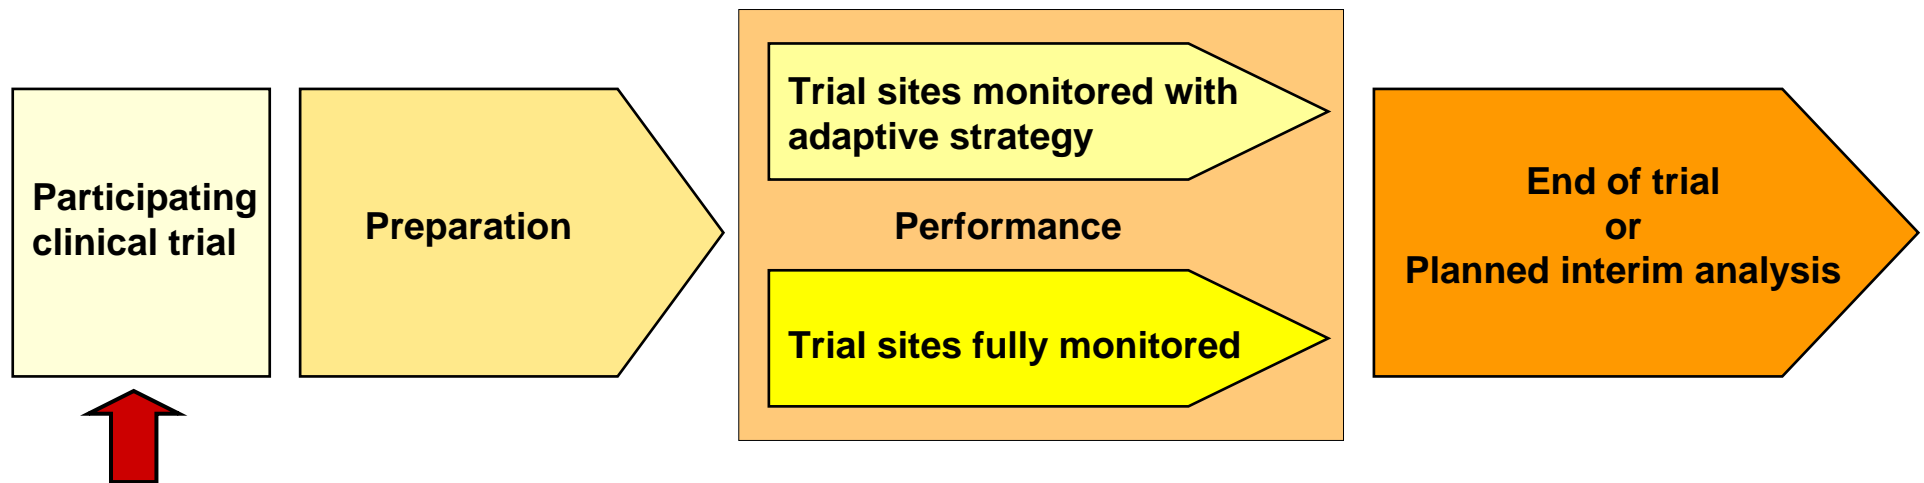 Participating
clinical trial
Preparation
Trial sites monitored with
adaptive strategy
Performance
Trial sites fully monitored
End of trial
or
Planned interim analysis